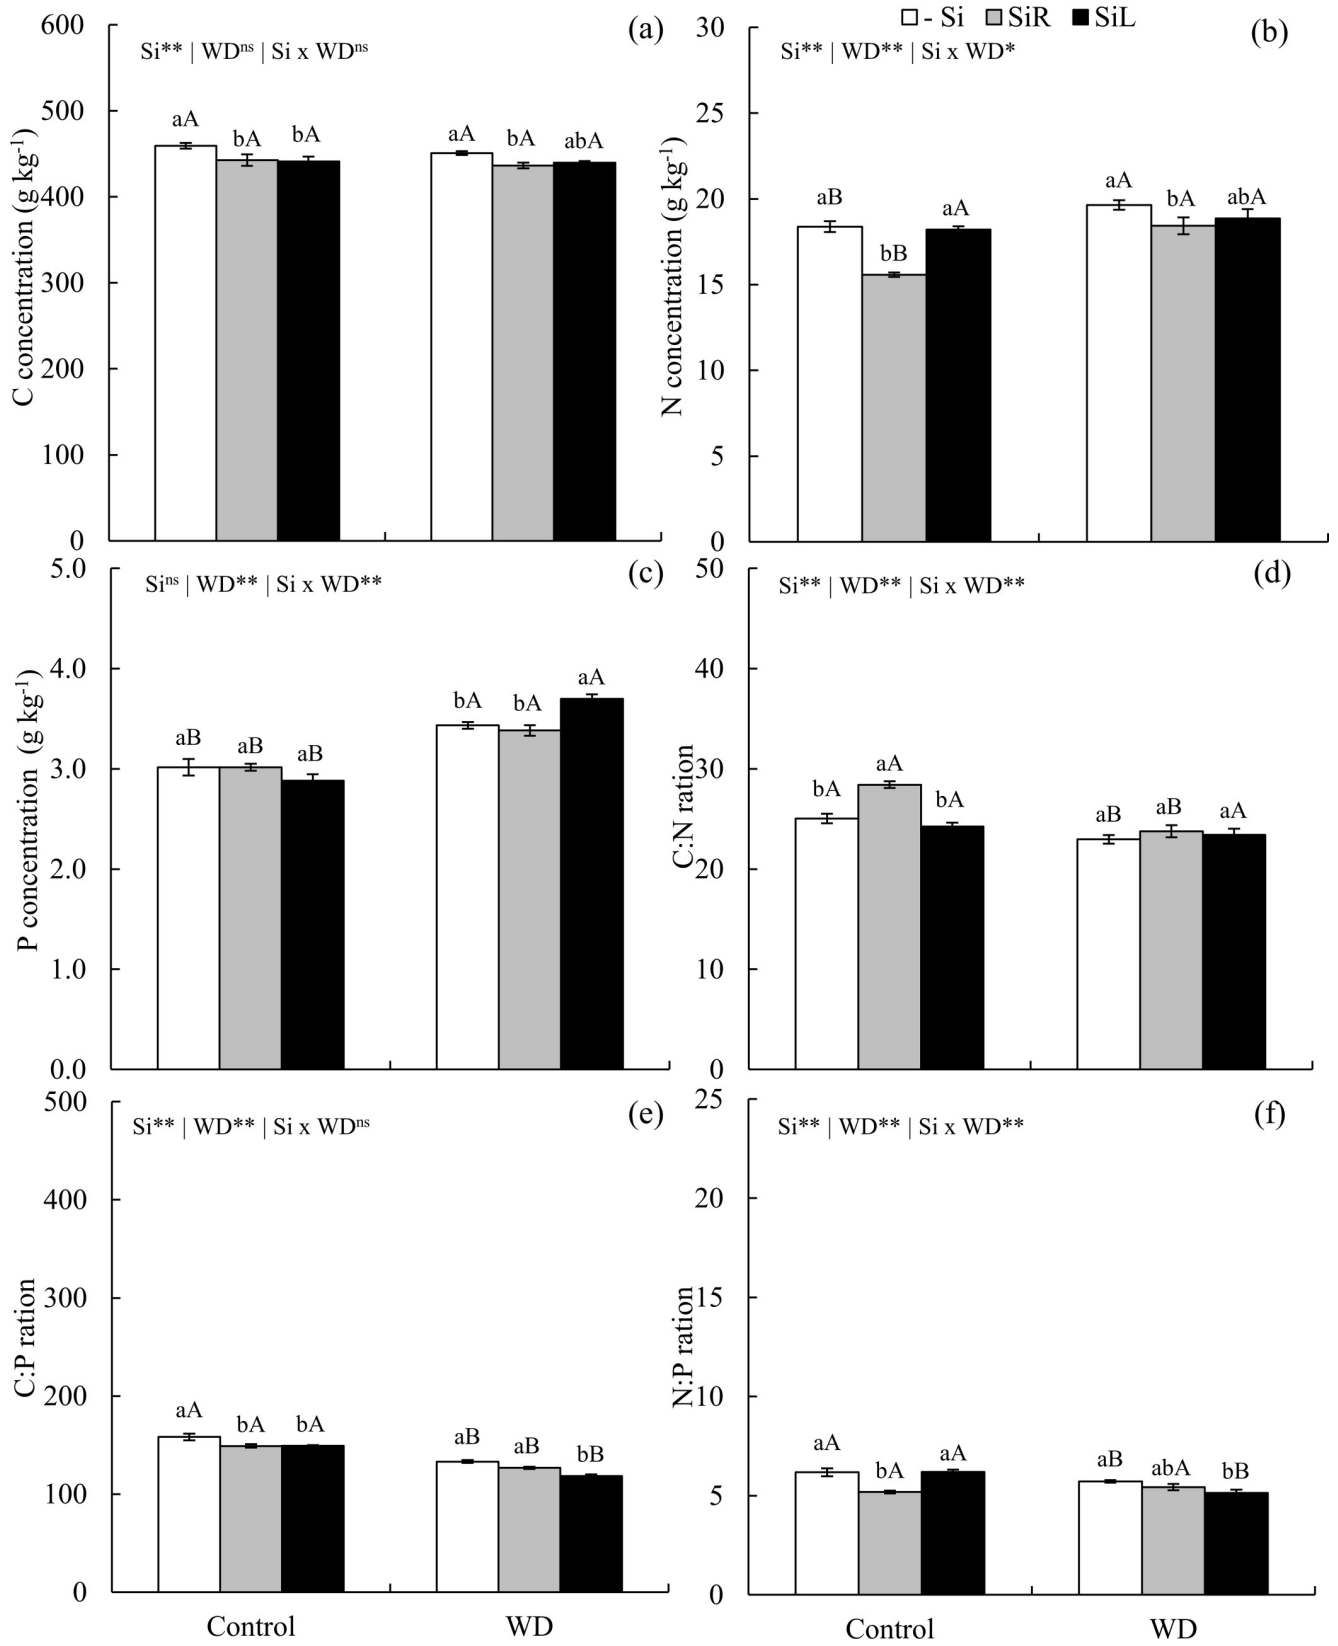 - Si SiR SiL
(a)
Si** | WDⁿˢ | Si x WDⁿˢ
C concentration (g kg⁻¹)
600
500
400
300
200
100
0
aA bA bA aA bA abA
(b)
Si** | WD** | Si x WD*
N concentration (g kg⁻¹)
30
25
20
15
10
5
0
aB bB aA aA bA abA
(c)
Siⁿˢ | WD** | Si x WD**
P concentration (g kg⁻¹)
5.0
4.0
3.0
2.0
1.0
0.0
aB aB aB bA bA aA
(d)
Si** | WD** | Si x WD**
C:N ration
50
40
30
20
10
0
bA aA bA aB aB aA
(e)
Si** | WD** | Si x WDⁿˢ
C:P ration
500
400
300
200
100
0
aA bA bA aB aB bB
Control WD
(f)
Si** | WD** | Si x WD**
N:P ration
25
20
15
10
5
0
aA bA aA aB abA bB
Control WD